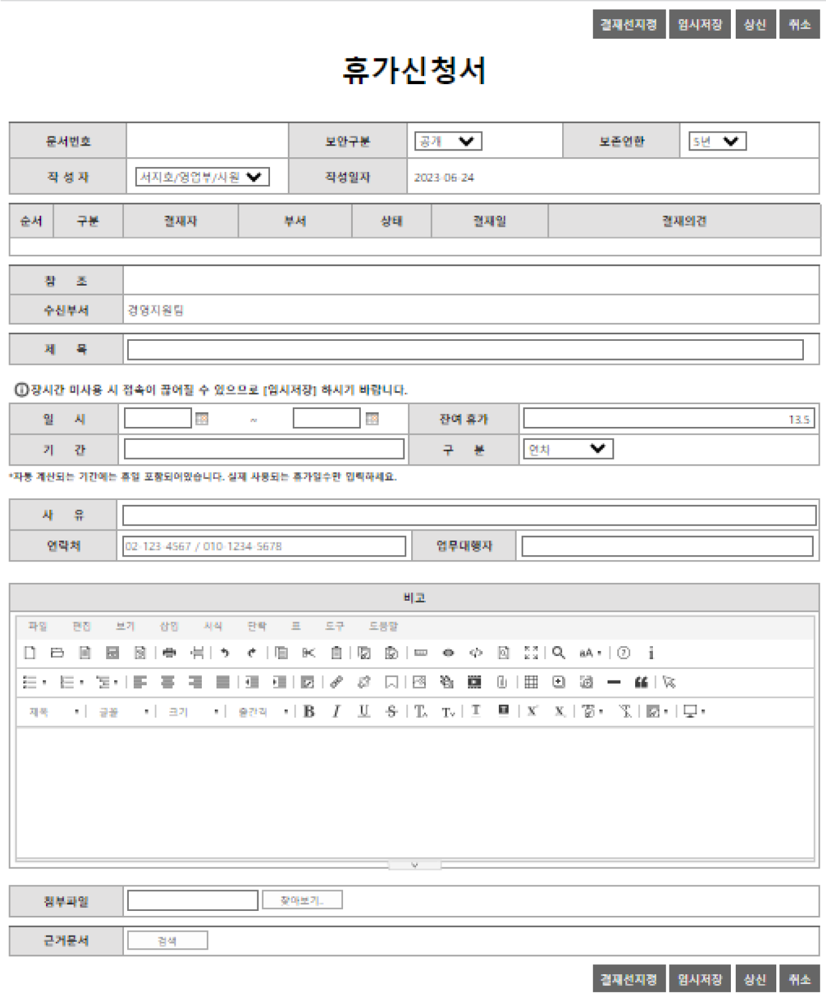 결재선지정 임시저장 상신 취소
휴가신청서
문서번호 보안구분 공개 보존연한 5년
작 성 자 서지호/영업부/사원 작성일자 2023-06-24
순서 구분 결재자 부서 상태 결재일 결재의견
참 조
수신부서 경영지원팀
제 목
장시간 미사용 시 접속이 끊어질 수 있으므로 [임시저장] 하시기 바랍니다.
일 시 ~ 잔여 휴가 13.5
기 간 구 분 연차
*자동 계산되는 기간에는 휴일 포함되어있습니다. 실제 사용되는 휴가일수만 입력하세요.
사 유
연락처 02-123-4567 / 010-1234-5678 업무대행자
비고
파일 편집 보기 삽입 서식 단락 표 도구 도움말
제목 글꼴 크기 줄간격
첨부파일 찾아보기..
근거문서 검색
결재선지정 임시저장 상신 취소